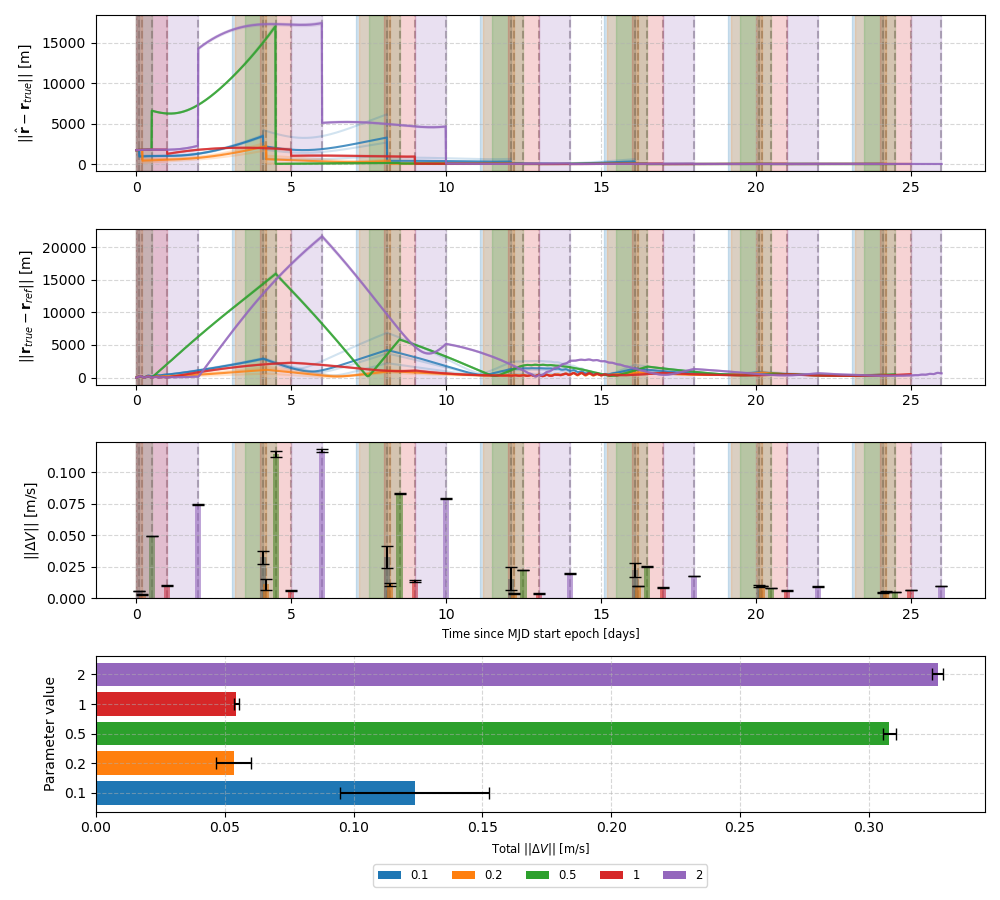 ||r̂ − r_true|| [m]
15000
10000
5000
0
0 5 10 15 20 25
||r_true − r_ref|| [m]
20000
15000
10000
5000
0
0 5 10 15 20 25
||ΔV|| [m/s]
0.100
0.075
0.050
0.025
0.000
0 5 10 15 20 25
Time since MJD start epoch [days]
Parameter value
2
1
0.5
0.2
0.1
0.00 0.05 0.10 0.15 0.20 0.25 0.30
Total ||ΔV|| [m/s]
0.1 0.2 0.5 1 2